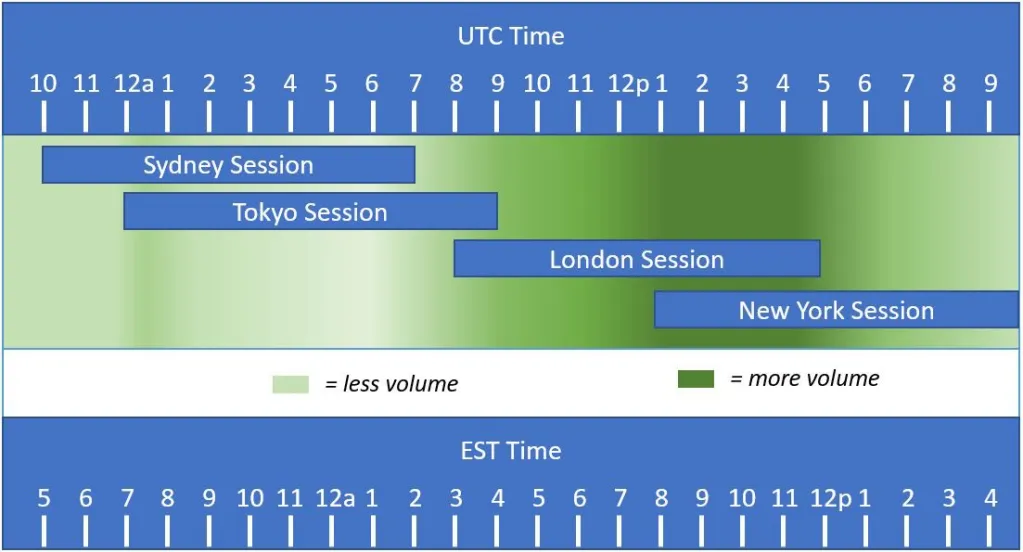 UTC Time
10 11 12a 1 2 3 4 5 6 7 8 9 10 11 12p 1 2 3 4 5 6 7 8 9
Sydney Session
Tokyo Session
London Session
New York Session
= less volume = more volume
EST Time
5 6 7 8 9 10 11 12a 1 2 3 4 5 6 7 8 9 10 11 12p 1 2 3 4